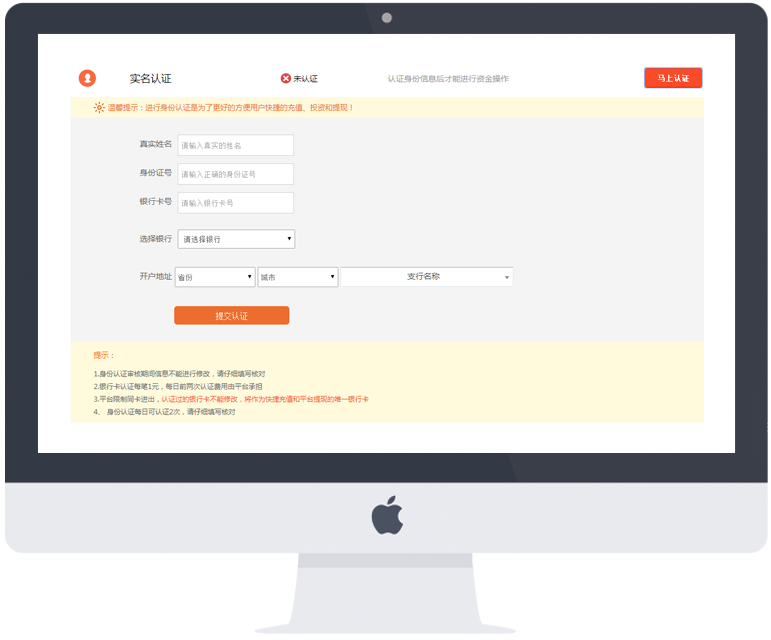 实名认证 未认证 认证身份信息后才能进行资金操作 马上认证
温馨提示：进行身份认证是为了更好的方便用户快捷的充值、投资和提现！
真实姓名 请输入真实的姓名
身份证号 请输入正确的身份证号
银行卡号 请输入银行卡号
选择银行 请选择银行
开户地址 省份 城市 支行名称
提交认证
提示：
1.身份认证审核期间信息不能进行修改，请仔细填写核对
2.银行卡认证每笔1元，每日前两次认证费用由平台承担
3.平台限制同卡进出，认证过的银行卡不能修改，将作为快捷充值和平台提现的唯一银行卡
4、 身份认证每日可认证2次，请仔细填写核对